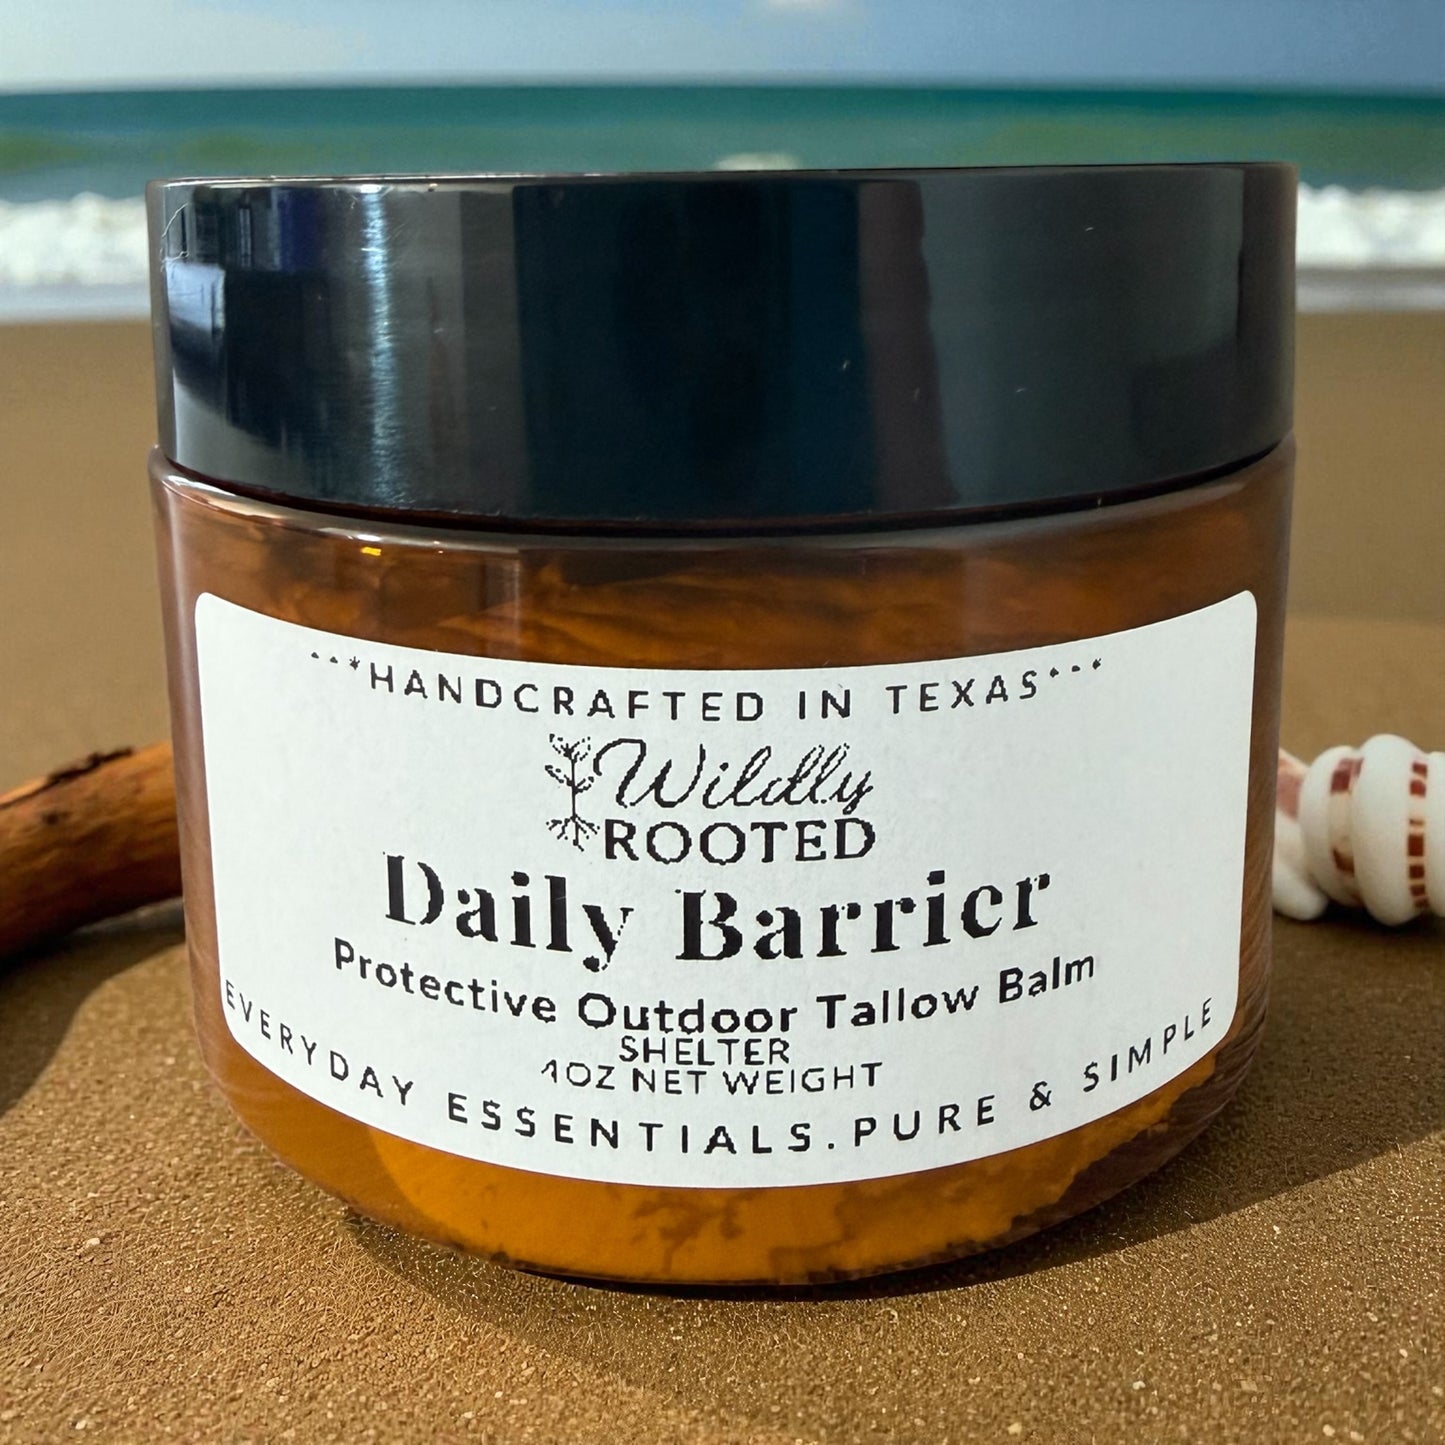 ***HANDCRAFTED IN TEXAS***
Wildly
ROOTED
Daily Barrier
Protective Outdoor Tallow Balm
SHELTER
4OZ NET WEIGHT
EVERYDAY ESSENTIALS.PURE & SIMPLE